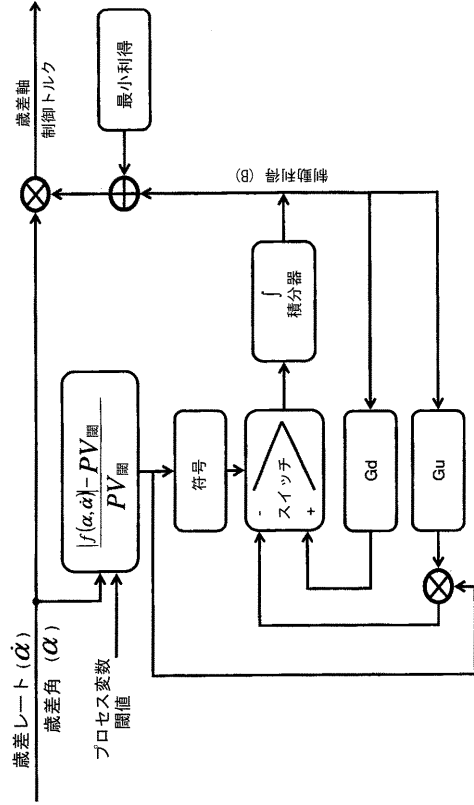 歳差レート (α̇)
歳差角 (α)
プロセス変数
閾値
|f(α,α̇)|−PV閾
PV閾
符号
-
スイッチ
+
Gd
Gu
∫
積分器
制動利得 (B)
最小利得
歳差軸
制御トルク